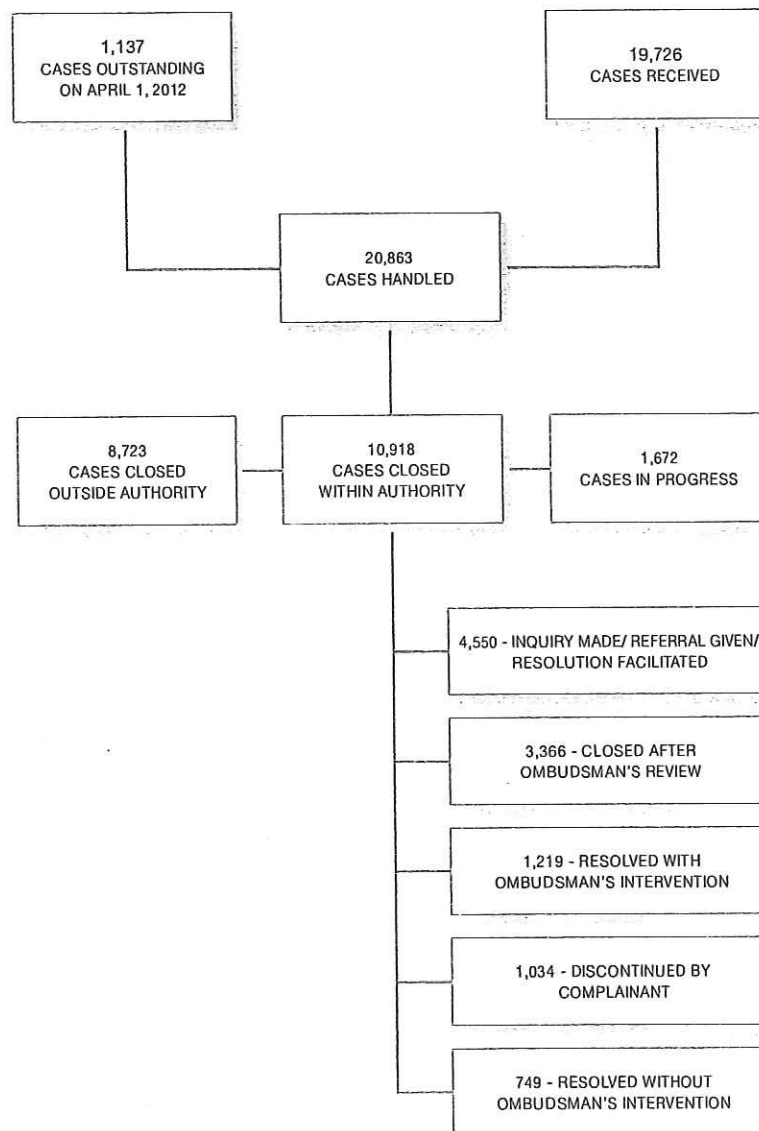 1,137
CASES OUTSTANDING
ON APRIL 1, 2012
19,726
CASES RECEIVED
20,863
CASES HANDLED
8,723
CASES CLOSED
OUTSIDE AUTHORITY
10,918
CASES CLOSED
WITHIN AUTHORITY
1,672
CASES IN PROGRESS
4,550 - INQUIRY MADE/ REFERRAL GIVEN/
RESOLUTION FACILITATED
3,366 - CLOSED AFTER
OMBUDSMAN'S REVIEW
1,219 - RESOLVED WITH
OMBUDSMAN'S INTERVENTION
1,034 - DISCONTINUED BY
COMPLAINANT
749 - RESOLVED WITHOUT
OMBUDSMAN'S INTERVENTION